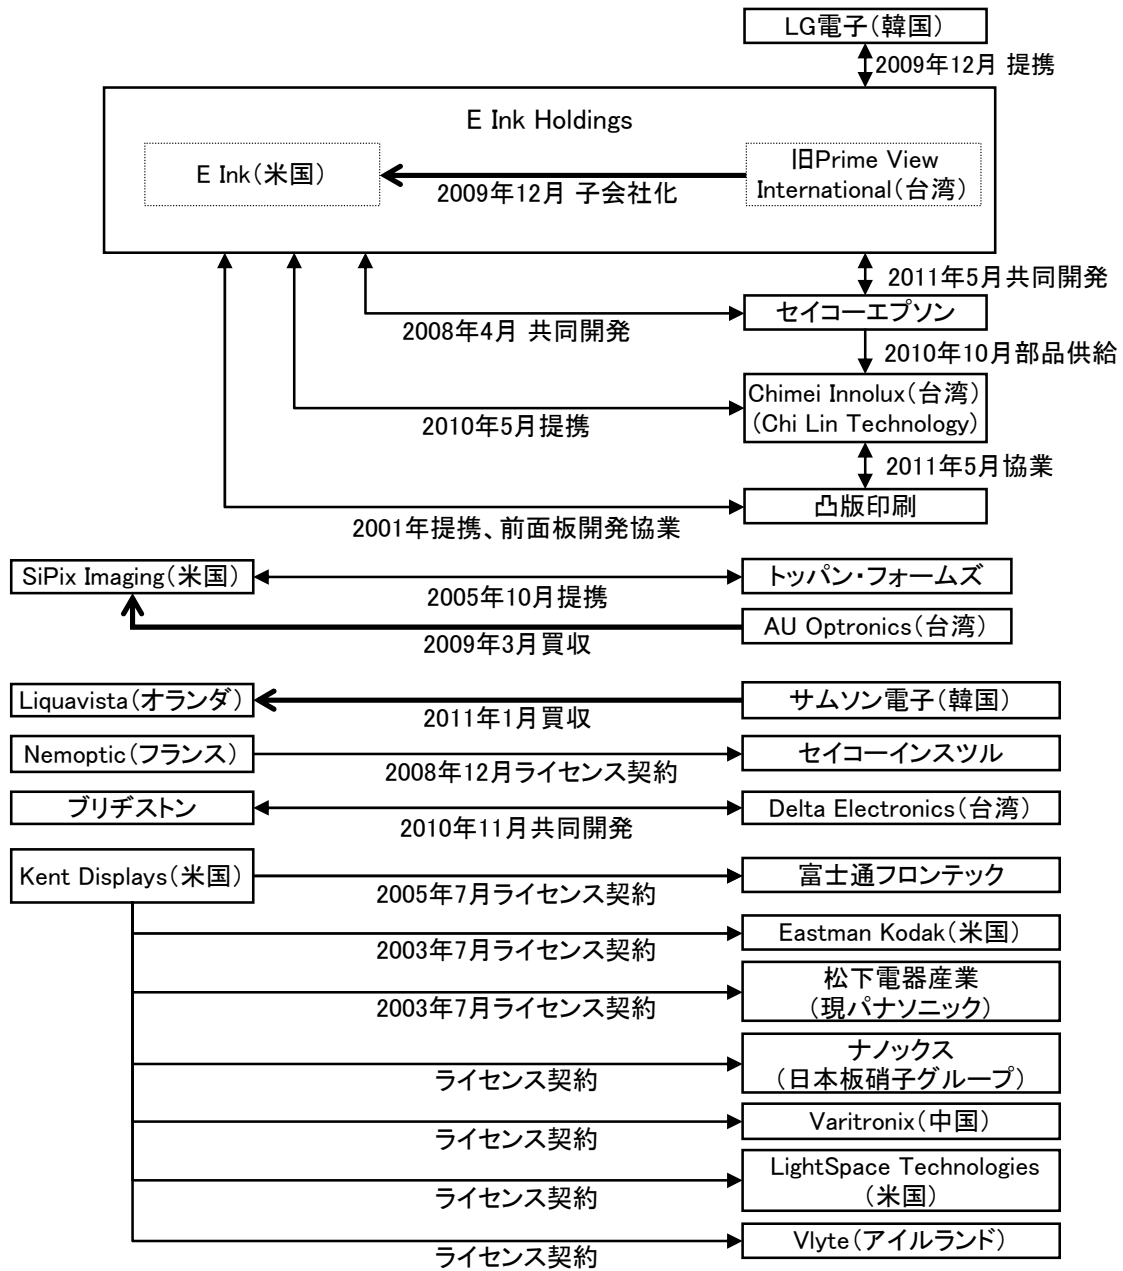 LG電子(韓国)
2009年12月 提携
E Ink Holdings
E Ink(米国)
2009年12月 子会社化
旧Prime View
International(台湾)
2011年5月共同開発
セイコーエプソン
2008年4月 共同開発
2010年10月部品供給
Chimei Innolux(台湾)
(Chi Lin Technology)
2010年5月提携
2011年5月協業
凸版印刷
2001年提携、前面板開発協業
SiPix Imaging(米国)
2005年10月提携
トッパン・フォームズ
AU Optronics(台湾)
2009年3月買収
Liquavista(オランダ)
2011年1月買収
サムソン電子(韓国)
Nemoptic(フランス)
2008年12月ライセンス契約
セイコーインスツル
ブリヂストン
2010年11月共同開発
Delta Electronics(台湾)
Kent Displays(米国)
2005年7月ライセンス契約
富士通フロンテック
2003年7月ライセンス契約
Eastman Kodak(米国)
2003年7月ライセンス契約
松下電器産業
(現パナソニック)
ライセンス契約
ナノックス
(日本板硝子グループ)
ライセンス契約
Varitronix(中国)
ライセンス契約
LightSpace Technologies
(米国)
ライセンス契約
Vlyte(アイルランド)